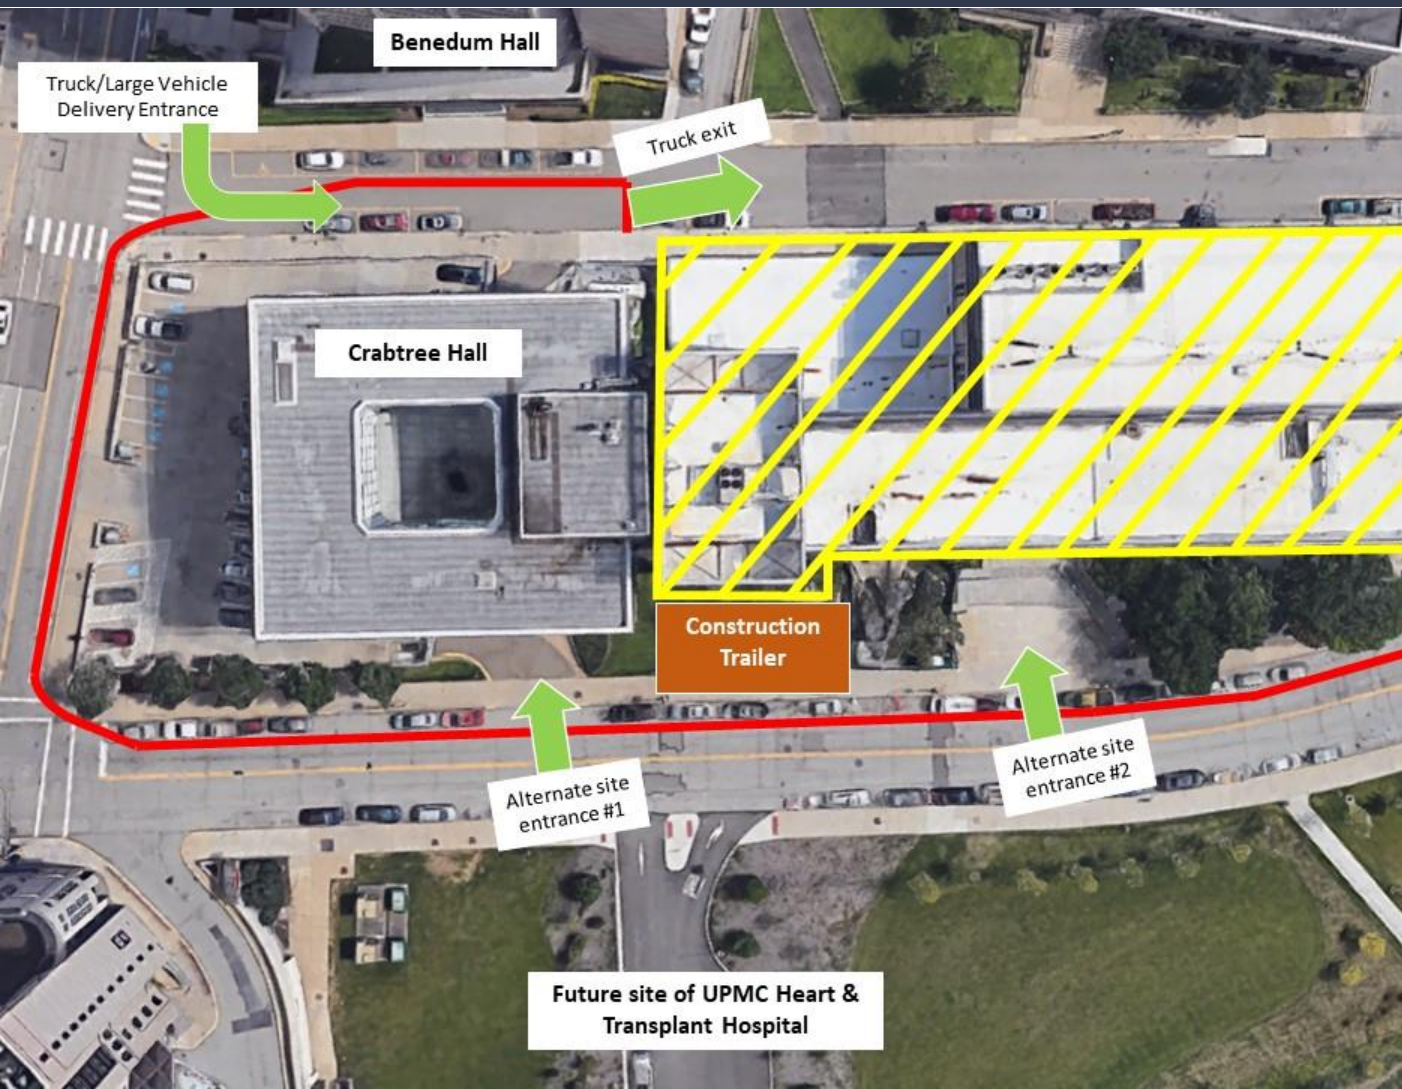 Benedum Hall
Truck/Large Vehicle
Delivery Entrance
Truck exit
Crabtree Hall
Construction
Trailer
Alternate site
entrance #1
Alternate site
entrance #2
Future site of UPMC Heart &
Transplant Hospital